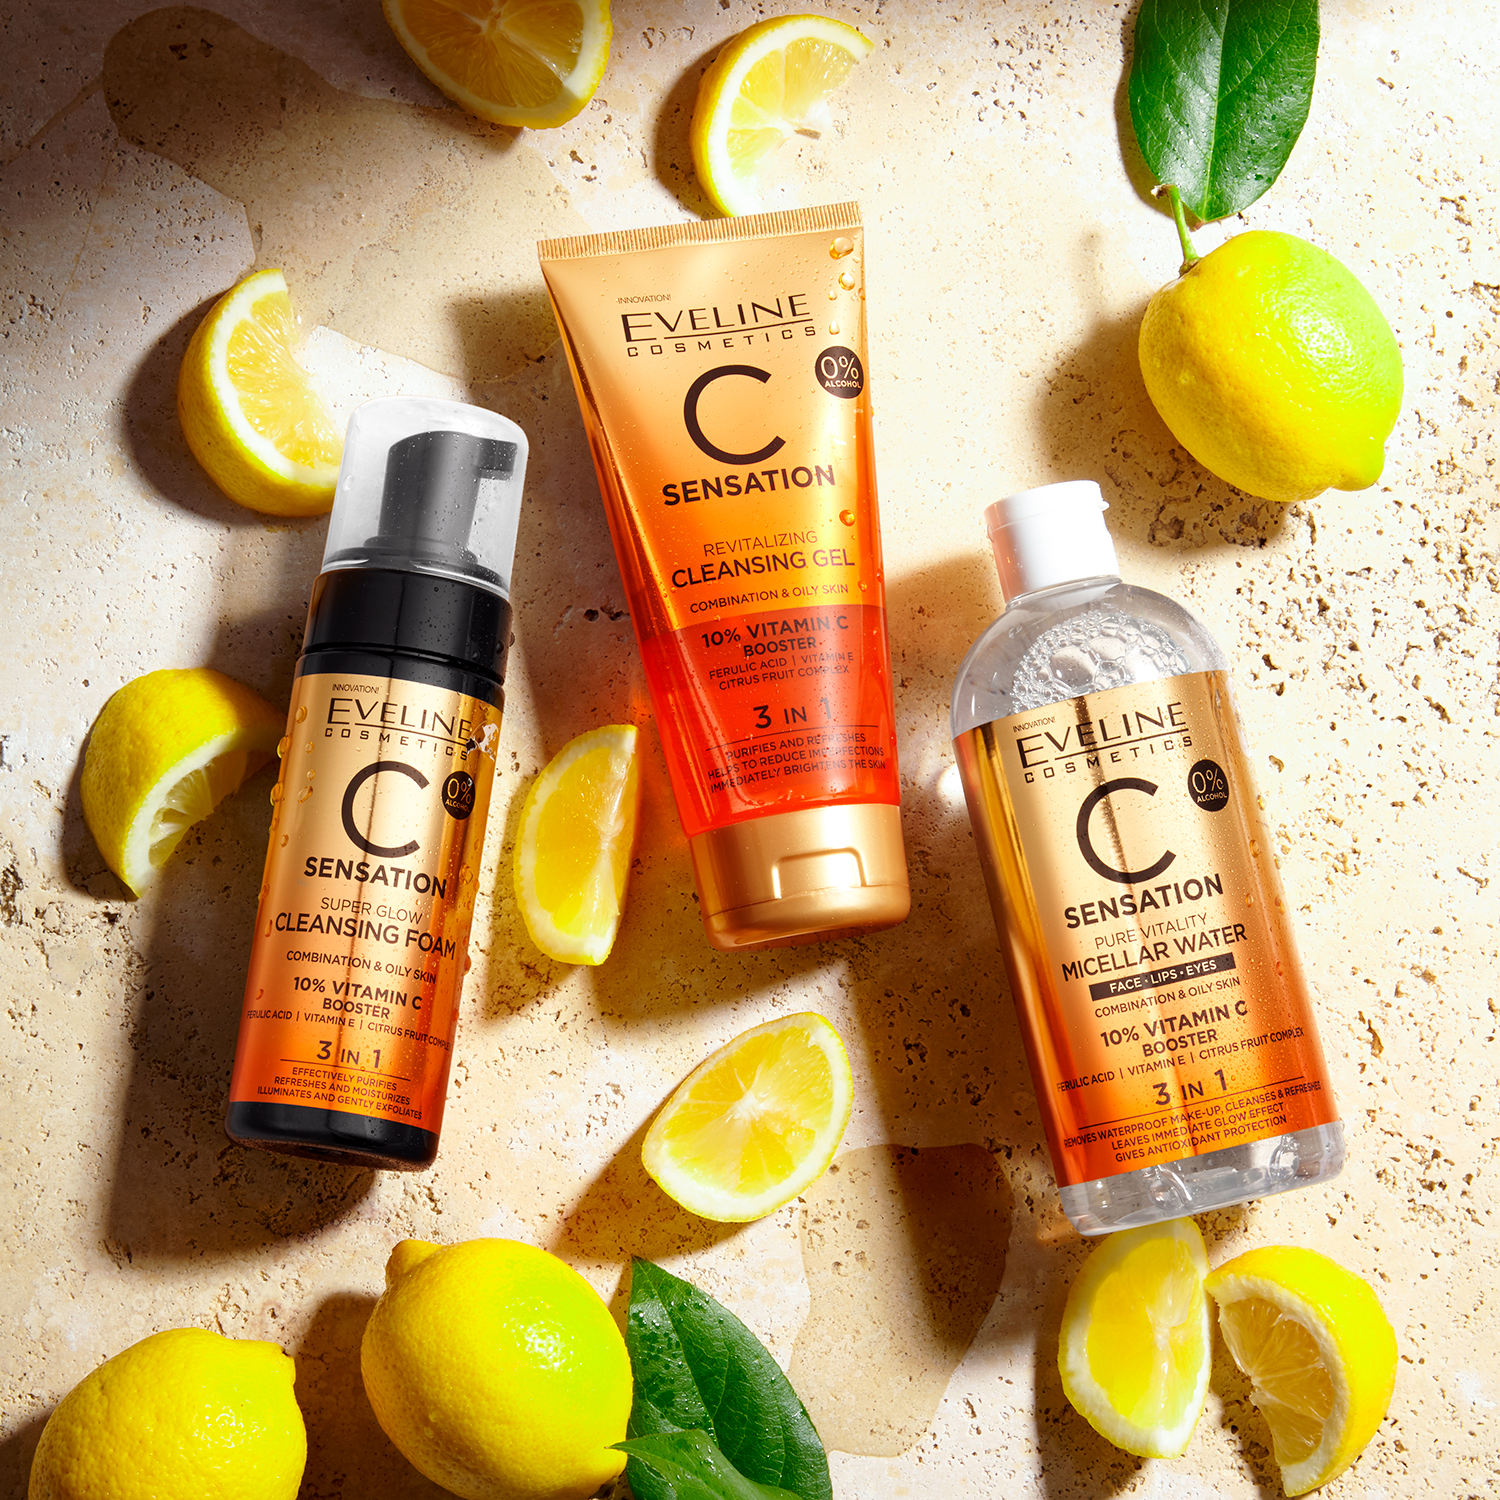 INNOVATION!
EVELINE
COSMETICS
0%
ALCOHOL
C
SENSATION
REVITALIZING
CLEANSING GEL
COMBINATION & OILY SKIN
10% VITAMIN C
BOOSTER
FERULIC ACID | VITAMIN E
CITRUS FRUIT COMPLEX
3 IN 1
PURIFIES AND REFRESHES
HELPS TO REDUCE IMPERFECTIONS
IMMEDIATELY BRIGHTENS THE SKIN
INNOVATION!
EVELINE
COSMETICS
0%
ALCOHOL
C
SENSATION
SUPER GLOW
CLEANSING FOAM
COMBINATION & OILY SKIN
10% VITAMIN C
BOOSTER
FERULIC ACID | VITAMIN E | CITRUS FRUIT COMPLEX
3 IN 1
EFFECTIVELY PURIFIES
REFRESHES AND MOISTURIZES
ILLUMINATES AND GENTLY EXFOLIATES
INNOVATION!
EVELINE
COSMETICS
0%
ALCOHOL
C
SENSATION
PURE VITALITY
MICELLAR WATER
FACE • LIPS • EYES
COMBINATION & OILY SKIN
10% VITAMIN C
BOOSTER
FERULIC ACID | VITAMIN E | CITRUS FRUIT COMPLEX
3 IN 1
REMOVES WATERPROOF MAKE-UP, CLEANSES & REFRESHES
LEAVES IMMEDIATE GLOW EFFECT
GIVES ANTIOXIDANT PROTECTION